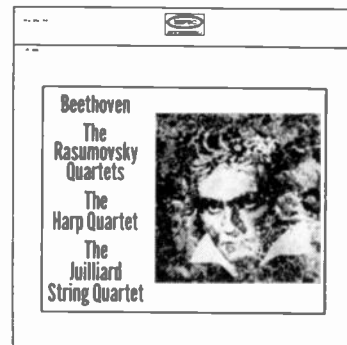 Beethoven
The
Rasumovsky
Quartets
The
Harp Quartet
The
Juilliard
String Quartet